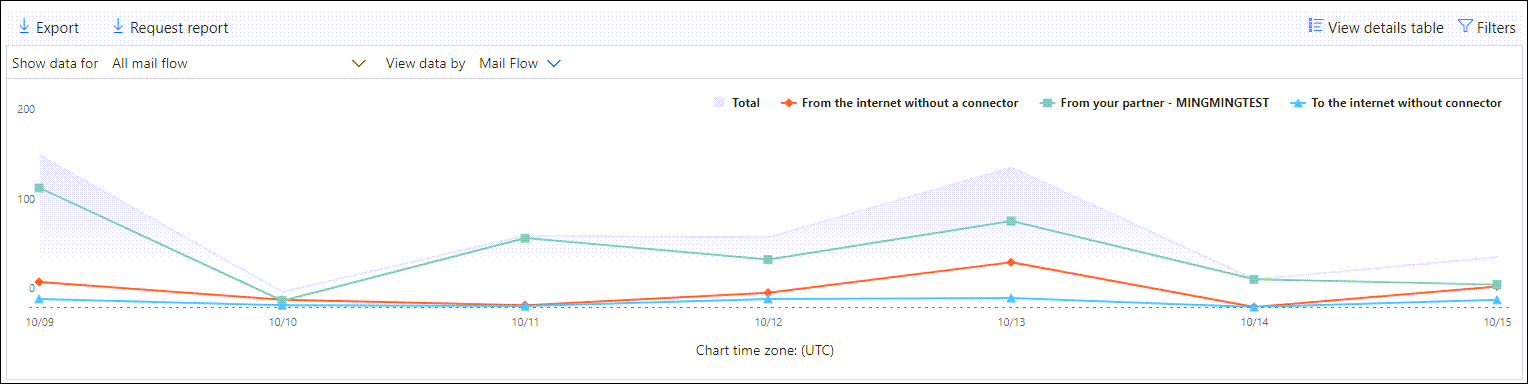 Export Request report View details table Filters
Show data for All mail flow View data by Mail Flow
Total From the internet without a connector From your partner - MINGMINGTEST To the internet without connector
200
100
0
10/09 10/10 10/11 10/12 10/13 10/14 10/15
Chart time zone: (UTC)